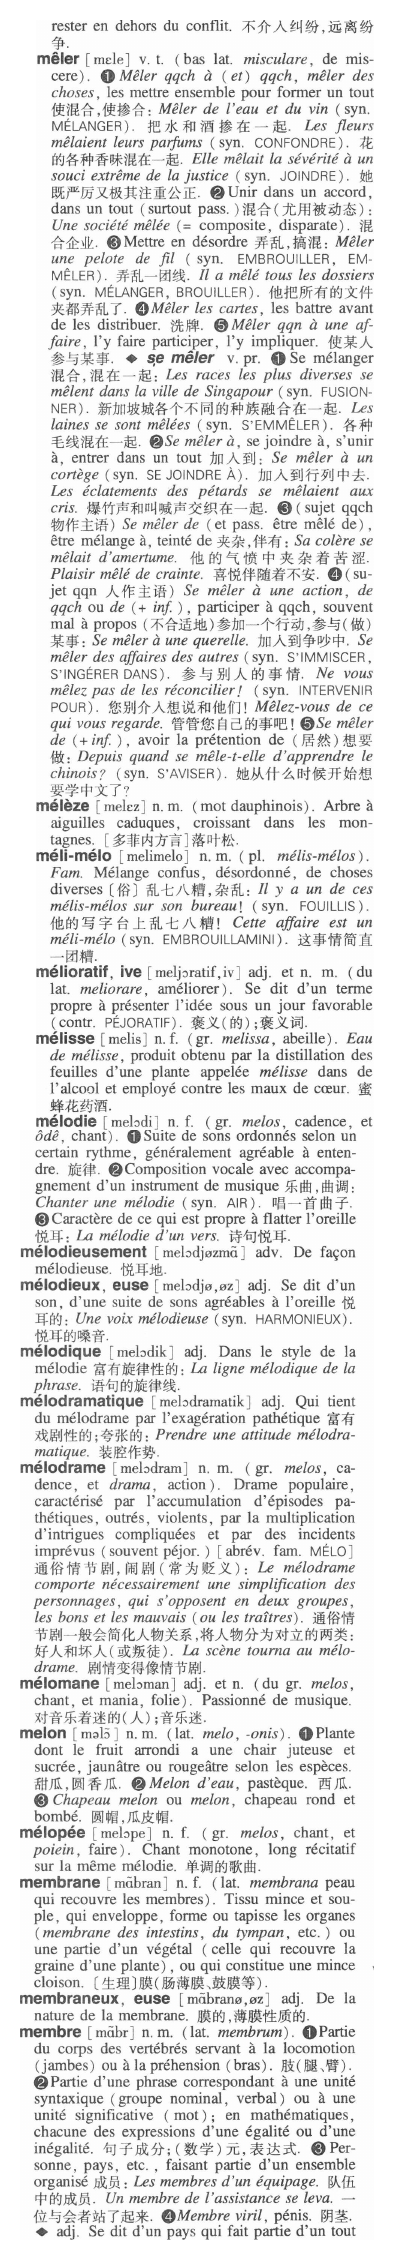 rester en dehors du conflit. 不介入纠纷,远离纷
争.
mêler [mɛle] v. t. (bas lat. misculare, de mis-
cere). ❶ Mêler qqch à (et) qqch, mêler des
choses, les mettre ensemble pour former un tout
使混合,使掺合: Mêler de l'eau et du vin (syn.
MÉLANGER). 把水和酒掺在一起. Les fleurs
mêlaient leurs parfums (syn. CONFONDRE). 花
的各种香味混在一起. Elle mêlait la sévérité à un
souci extrême de la justice (syn. JOINDRE). 她
既严厉又极其注重公正. ❷ Unir dans un accord,
dans un tout (surtout pass.)混合(尤用被动态):
Une société mêlée (= composite, disparate). 混
合企业. ❸ Mettre en désordre 弄乱,搞混: Mêler
une pelote de fil (syn. EMBROUILLER, EM-
MÊLER). 弄乱一团线. Il a mêlé tous les dossiers
(syn. MÉLANGER, BROUILLER). 他把所有的文件
夹都弄乱了. ❹ Mêler les cartes, les battre avant
de les distribuer. 洗牌. ❺ Mêler qqn à une af-
faire, l'y faire participer, l'y impliquer. 使某人
参与某事. ◆ se mêler v. pr. ❶ Se mélanger
混合,混在一起: Les races les plus diverses se
mêlent dans la ville de Singapour (syn. FUSION-
NER). 新加坡城各个不同的种族融合在一起. Les
laines se sont mêlées (syn. S'EMMÊLER). 各种
毛线混在一起. ❷ Se mêler à, se joindre à, s'unir
à, entrer dans un tout 加入到: Se mêler à un
cortège (syn. SE JOINDRE À). 加入到行列中去.
Les éclatements des pétards se mêlaient aux
cris. 爆竹声和叫喊声交织在一起. ❸ (sujet qqch
物作主语) Se mêler de (et pass. être mêlé de),
être mélange à, teinté de 夹杂,伴有: Sa colère se
mêlait d'amertume. 他的气愤中夹杂着苦涩.
Plaisir mêlé de crainte. 喜悦伴随着不安. ❹ (su-
jet qqn 人作主语) Se mêler à une action, de
qqch ou de (+ inf.), participer à qqch, souvent
mal à propos (不合适地)参加一个行动,参与(做)
某事: Se mêler à une querelle. 加入到争吵中. Se
mêler des affaires des autres (syn. S'IMMISCER,
S'INGÉRER DANS). 参与别人的事情. Ne vous
mêlez pas de les réconcilier! (syn. INTERVENIR
POUR). 您别介入想说和他们! Mêlez-vous de ce
qui vous regarde. 管管您自己的事吧! ❺ Se mêler
de (+ inf.), avoir la prétention de (居然)想要
做: Depuis quand se mêle-t-elle d'apprendre le
chinois? (syn. S'AVISER). 她从什么时候开始想
要学中文了?
mélèze [melɛz] n. m. (mot dauphinois). Arbre à
aiguilles caduques, croissant dans les mon-
tagnes. [多菲内方言]落叶松.
méli-mélo [melimelo] n. m. (pl. mélis-mélos).
Fam. Mélange confus, désordonné, de choses
diverses〔俗〕乱七八糟,杂乱: Il y a un de ces
mélis-mélos sur son bureau! (syn. FOUILLIS).
他的写字台上乱七八糟! Cette affaire est un
méli-mélo (syn. EMBROUILLAMINI). 这事情简直
一团糟.
mélioratif, ive [meljɔratif,iv] adj. et n. m. (du
lat. meliorare, améliorer). Se dit d'un terme
propre à présenter l'idée sous un jour favorable
(contr. PÉJORATIF). 褒义(的);褒义词.
mélisse [melis] n. f. (gr. melissa, abeille). Eau
de mélisse, produit obtenu par la distillation des
feuilles d'une plante appelée mélisse dans de
l'alcool et employé contre les maux de cœur. 蜜
蜂花药酒.
mélodie [melɔdi] n. f. (gr. melos, cadence, et
ôdê, chant). ❶ Suite de sons ordonnés selon un
certain rythme, généralement agréable à enten-
dre. 旋律. ❷ Composition vocale avec accompa-
gnement d'un instrument de musique 乐曲,曲调:
Chanter une mélodie (syn. AIR). 唱一首曲子.
❸ Caractère de ce qui est propre à flatter l'oreille
悦耳: La mélodie d'un vers. 诗句悦耳.
mélodieusement [melɔdjøzmɑ̃] adv. De façon
mélodieuse. 悦耳地.
mélodieux, euse [melɔdjø,øz] adj. Se dit d'un
son, d'une suite de sons agréables à l'oreille 悦
耳的: Une voix mélodieuse (syn. HARMONIEUX).
悦耳的嗓音.
mélodique [melɔdik] adj. Dans le style de la
mélodie 富有旋律性的: La ligne mélodique de la
phrase. 语句的旋律线.
mélodramatique [melɔdramatik] adj. Qui tient
du mélodrame par l'exagération pathétique 富有
戏剧性的;夸张的: Prendre une attitude mélodra-
matique. 装腔作势.
mélodrame [melɔdram] n. m. (gr. melos, ca-
dence, et drama, action). Drame populaire,
caractérisé par l'accumulation d'épisodes pa-
thétiques, outrés, violents, par la multiplication
d'intrigues compliquées et par des incidents
imprévus (souvent péjor.) [abrév. fam. MÉLO]
通俗情节剧,闹剧(常为贬义): Le mélodrame
comporte nécessairement une simplification des
personnages, qui s'opposent en deux groupes,
les bons et les mauvais (ou les traîtres). 通俗情
节剧一般会简化人物关系,将人物分为对立的两类:
好人和坏人(或叛徒). La scène tourna au mélo-
drame. 剧情变得像情节剧.
mélomane [melɔman] adj. et n. (du gr. melos,
chant, et mania, folie). Passionné de musique.
对音乐着迷的(人);音乐迷.
melon [məlɔ̃] n. m. (lat. melo, -onis). ❶ Plante
dont le fruit arrondi a une chair juteuse et
sucrée, jaunâtre ou rougeâtre selon les espèces.
甜瓜,圆香瓜. ❷ Melon d'eau, pastèque. 西瓜.
❸ Chapeau melon ou melon, chapeau rond et
bombé. 圆帽,瓜皮帽.
mélopée [melɔpe] n. f. (gr. melos, chant, et
poiein, faire). Chant monotone, long récitatif
sur la même mélodie. 单调的歌曲.
membrane [mɑ̃bran] n. f. (lat. membrana peau
qui recouvre les membres). Tissu mince et sou-
ple, qui enveloppe, forme ou tapisse les organes
(membrane des intestins, du tympan, etc.) ou
une partie d'un végétal (celle qui recouvre la
graine d'une plante), ou qui constitue une mince
cloison.〔生理〕膜(肠薄膜、鼓膜等).
membraneux, euse [mɑ̃branø,øz] adj. De la
nature de la membrane. 膜的,薄膜性质的.
membre [mɑ̃br] n. m. (lat. membrum). ❶ Partie
du corps des vertébrés servant à la locomotion
(jambes) ou à la préhension (bras). 肢(腿、臂).
❷ Partie d'une phrase correspondant à une unité
syntaxique (groupe nominal, verbal) ou à une
unité significative (mot); en mathématiques,
chacune des expressions d'une égalité ou d'une
inégalité. 句子成分;(数学)元,表达式. ❸ Per-
sonne, pays, etc., faisant partie d'un ensemble
organisé 成员: Les membres d'un équipage. 队伍
中的成员. Un membre de l'assistance se leva. 一
位与会者站了起来. ❹ Membre viril, pénis. 阴茎.
◆ adj. Se dit d'un pays qui fait partie d'un tout